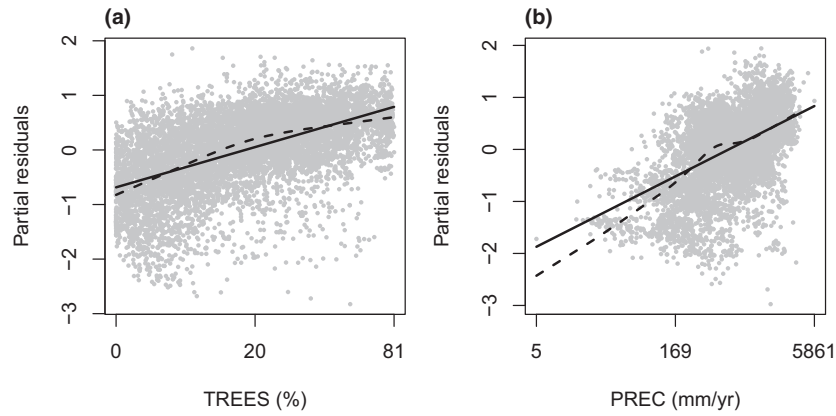 (a)
2
1
0
−1
−2
−3
Partial residuals
0 20 81
TREES (%)
(b)
2
1
0
−1
−2
−3
Partial residuals
5 169 5861
PREC (mm/yr)